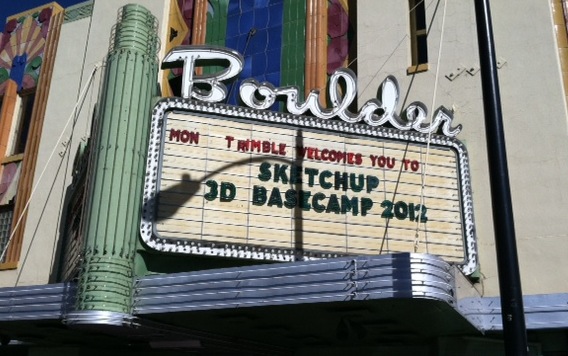 Boulder
MON TRIMBLE WELCOMES YOU TO
SKETCHUP
3D BASECAMP 2012